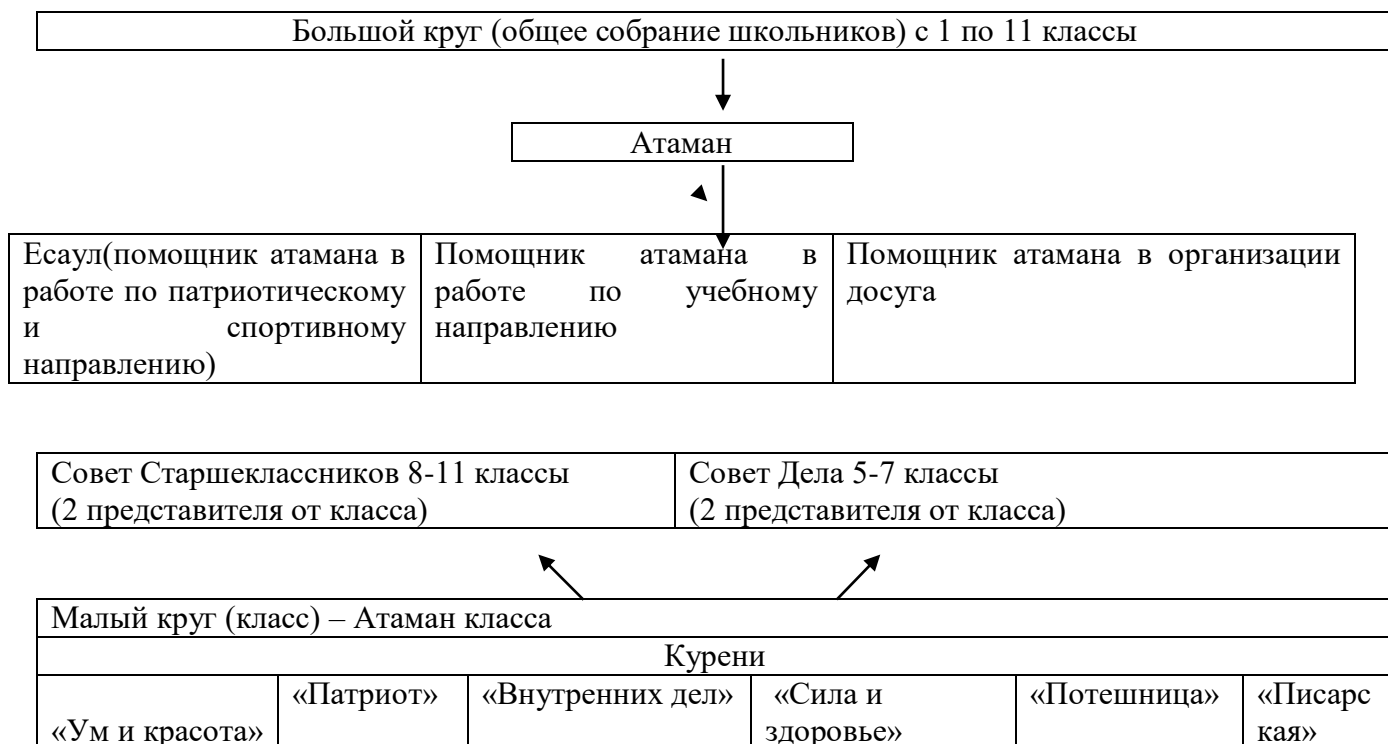 Большой круг (общее собрание школьников) с 1 по 11 классы
Атаман
Есаул(помощник атамана в
работе по патриотическому
и спортивному
направлению)
Помощник атамана в
работе по учебному
направлению
Помощник атамана в организации
досуга
Совет Старшеклассников 8-11 классы
(2 представителя от класса)
Совет Дела 5-7 классы
(2 представителя от класса)
Малый круг (класс) – Атаман класса
Курени
«Ум и красота»
«Патриот»
«Внутренних дел»
«Сила и
здоровье»
«Потешница»
«Писарс
кая»